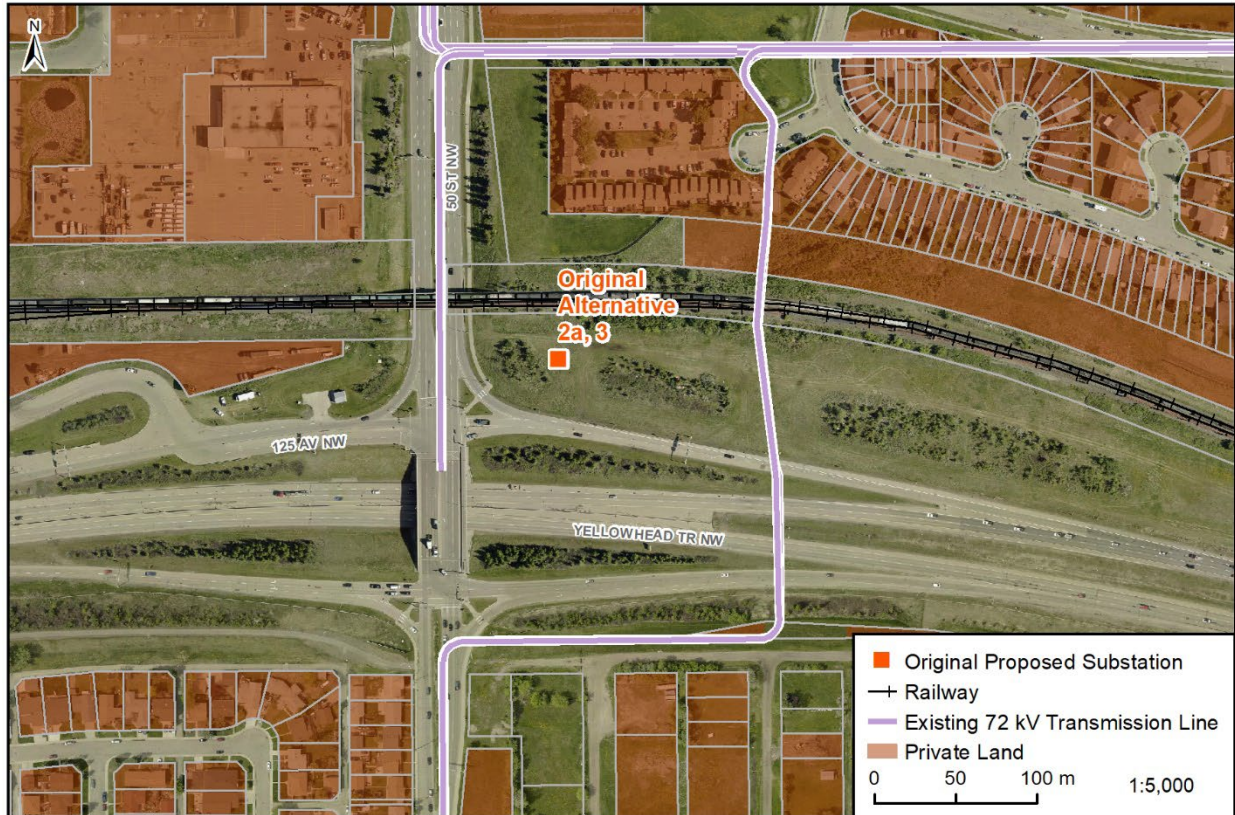 N
50 ST NW
Original
Alternative
2a, 3
125 AV NW
YELLOWHEAD TR NW
Original Proposed Substation
Railway
Existing 72 kV Transmission Line
Private Land
0 50 100 m 1:5,000